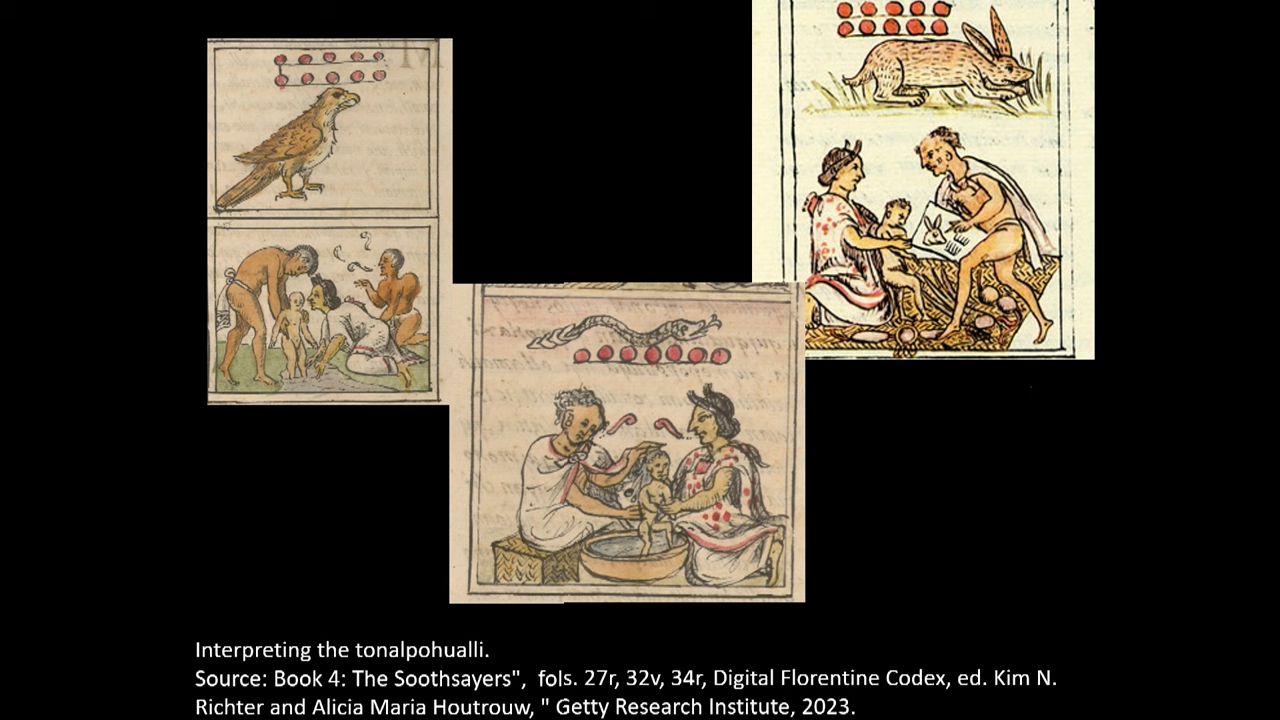 Interpreting the tonalpohualli.
Source: Book 4: The Soothsayers", fols. 27r, 32v, 34r, Digital Florentine Codex, ed. Kim N.
Richter and Alicia Maria Houtrouw, " Getty Research Institute, 2023.